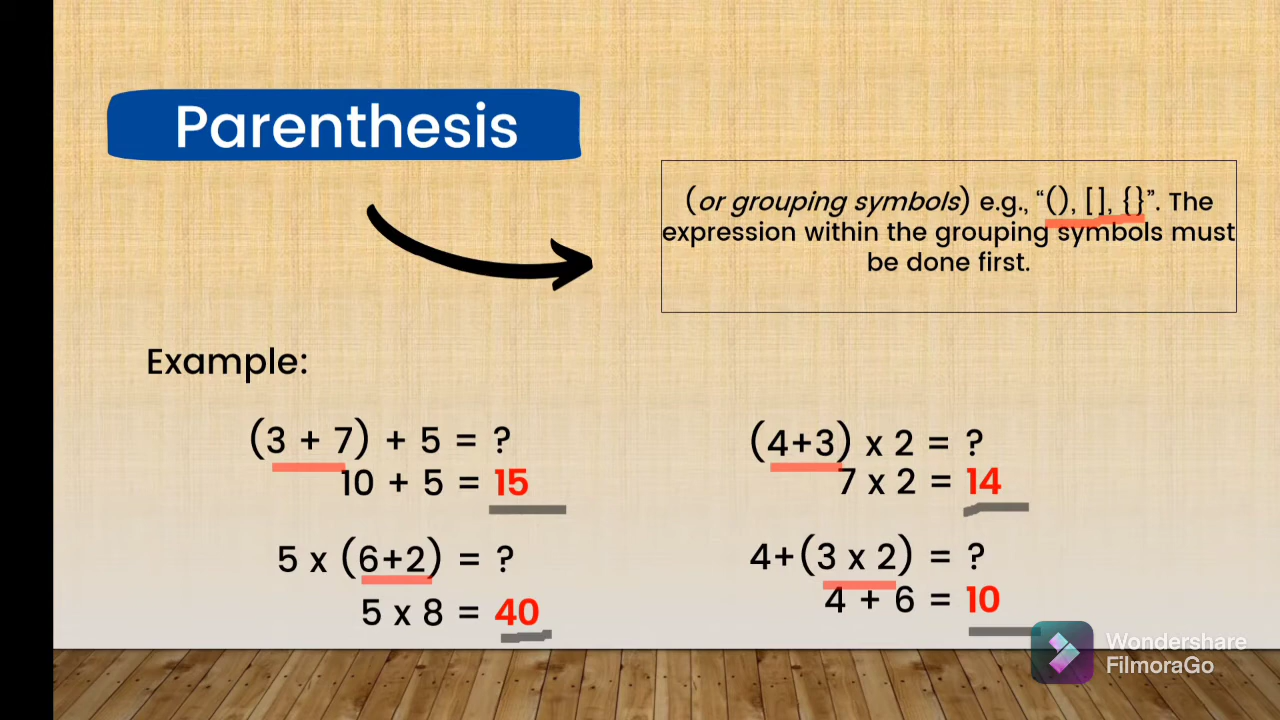 Parenthesis
(or grouping symbols) e.g., “(), [ ], {}”. The
expression within the grouping symbols must
be done first.
Example:
(3 + 7) + 5 = ?
10 + 5 = 15
5 x (6+2) = ?
5 x 8 = 40
(4+3) x 2 = ?
7 x 2 = 14
4+(3 x 2) = ?
4 + 6 = 10
Wondershare
FilmoraGo